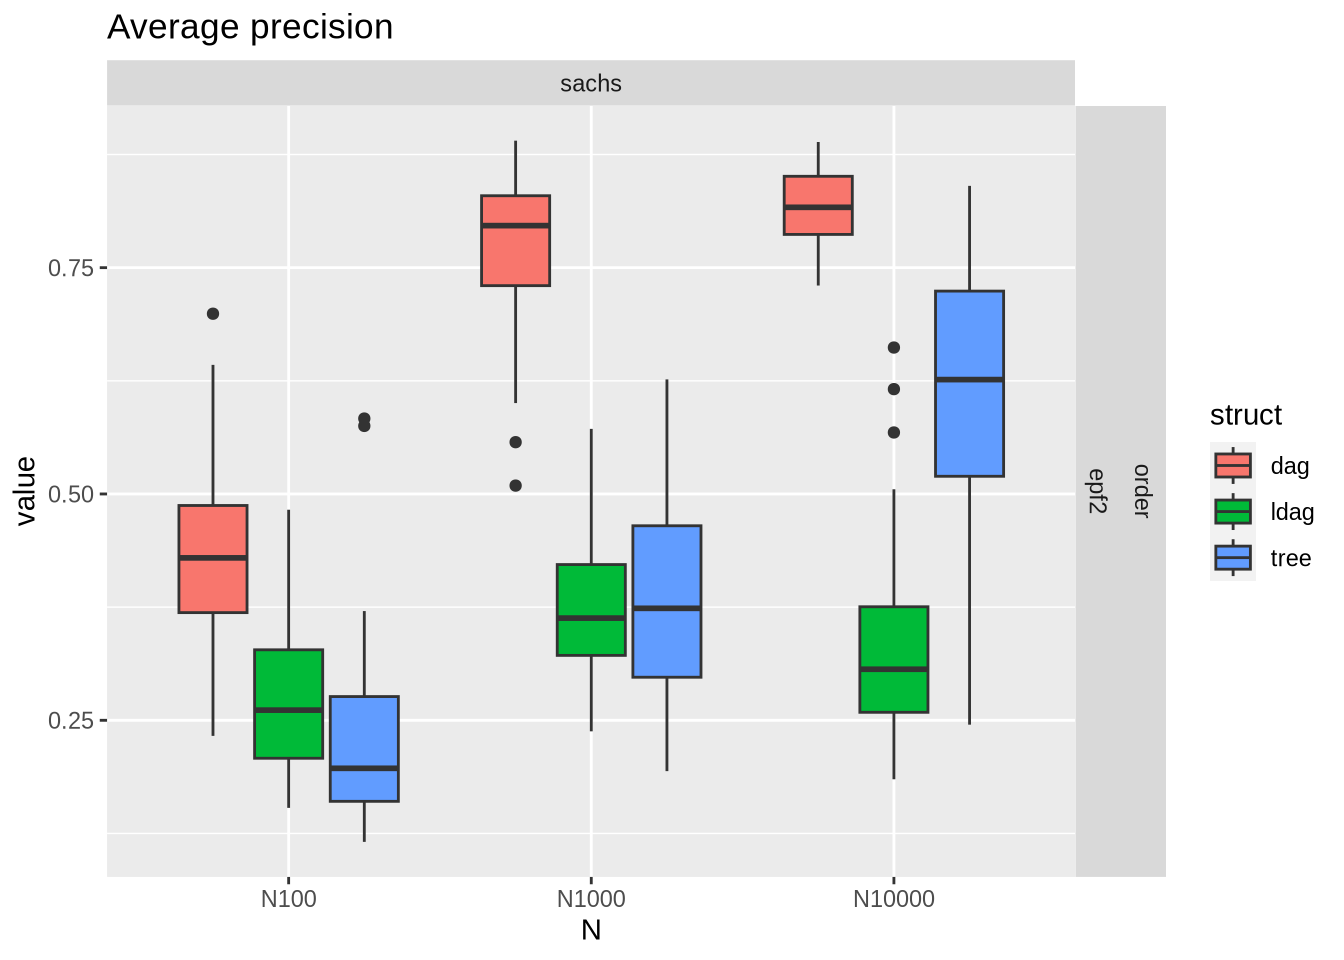 Average precision
sachs
value
0.75
0.50
0.25
N100 N1000 N10000
N
epf2
order
struct
dag
ldag
tree